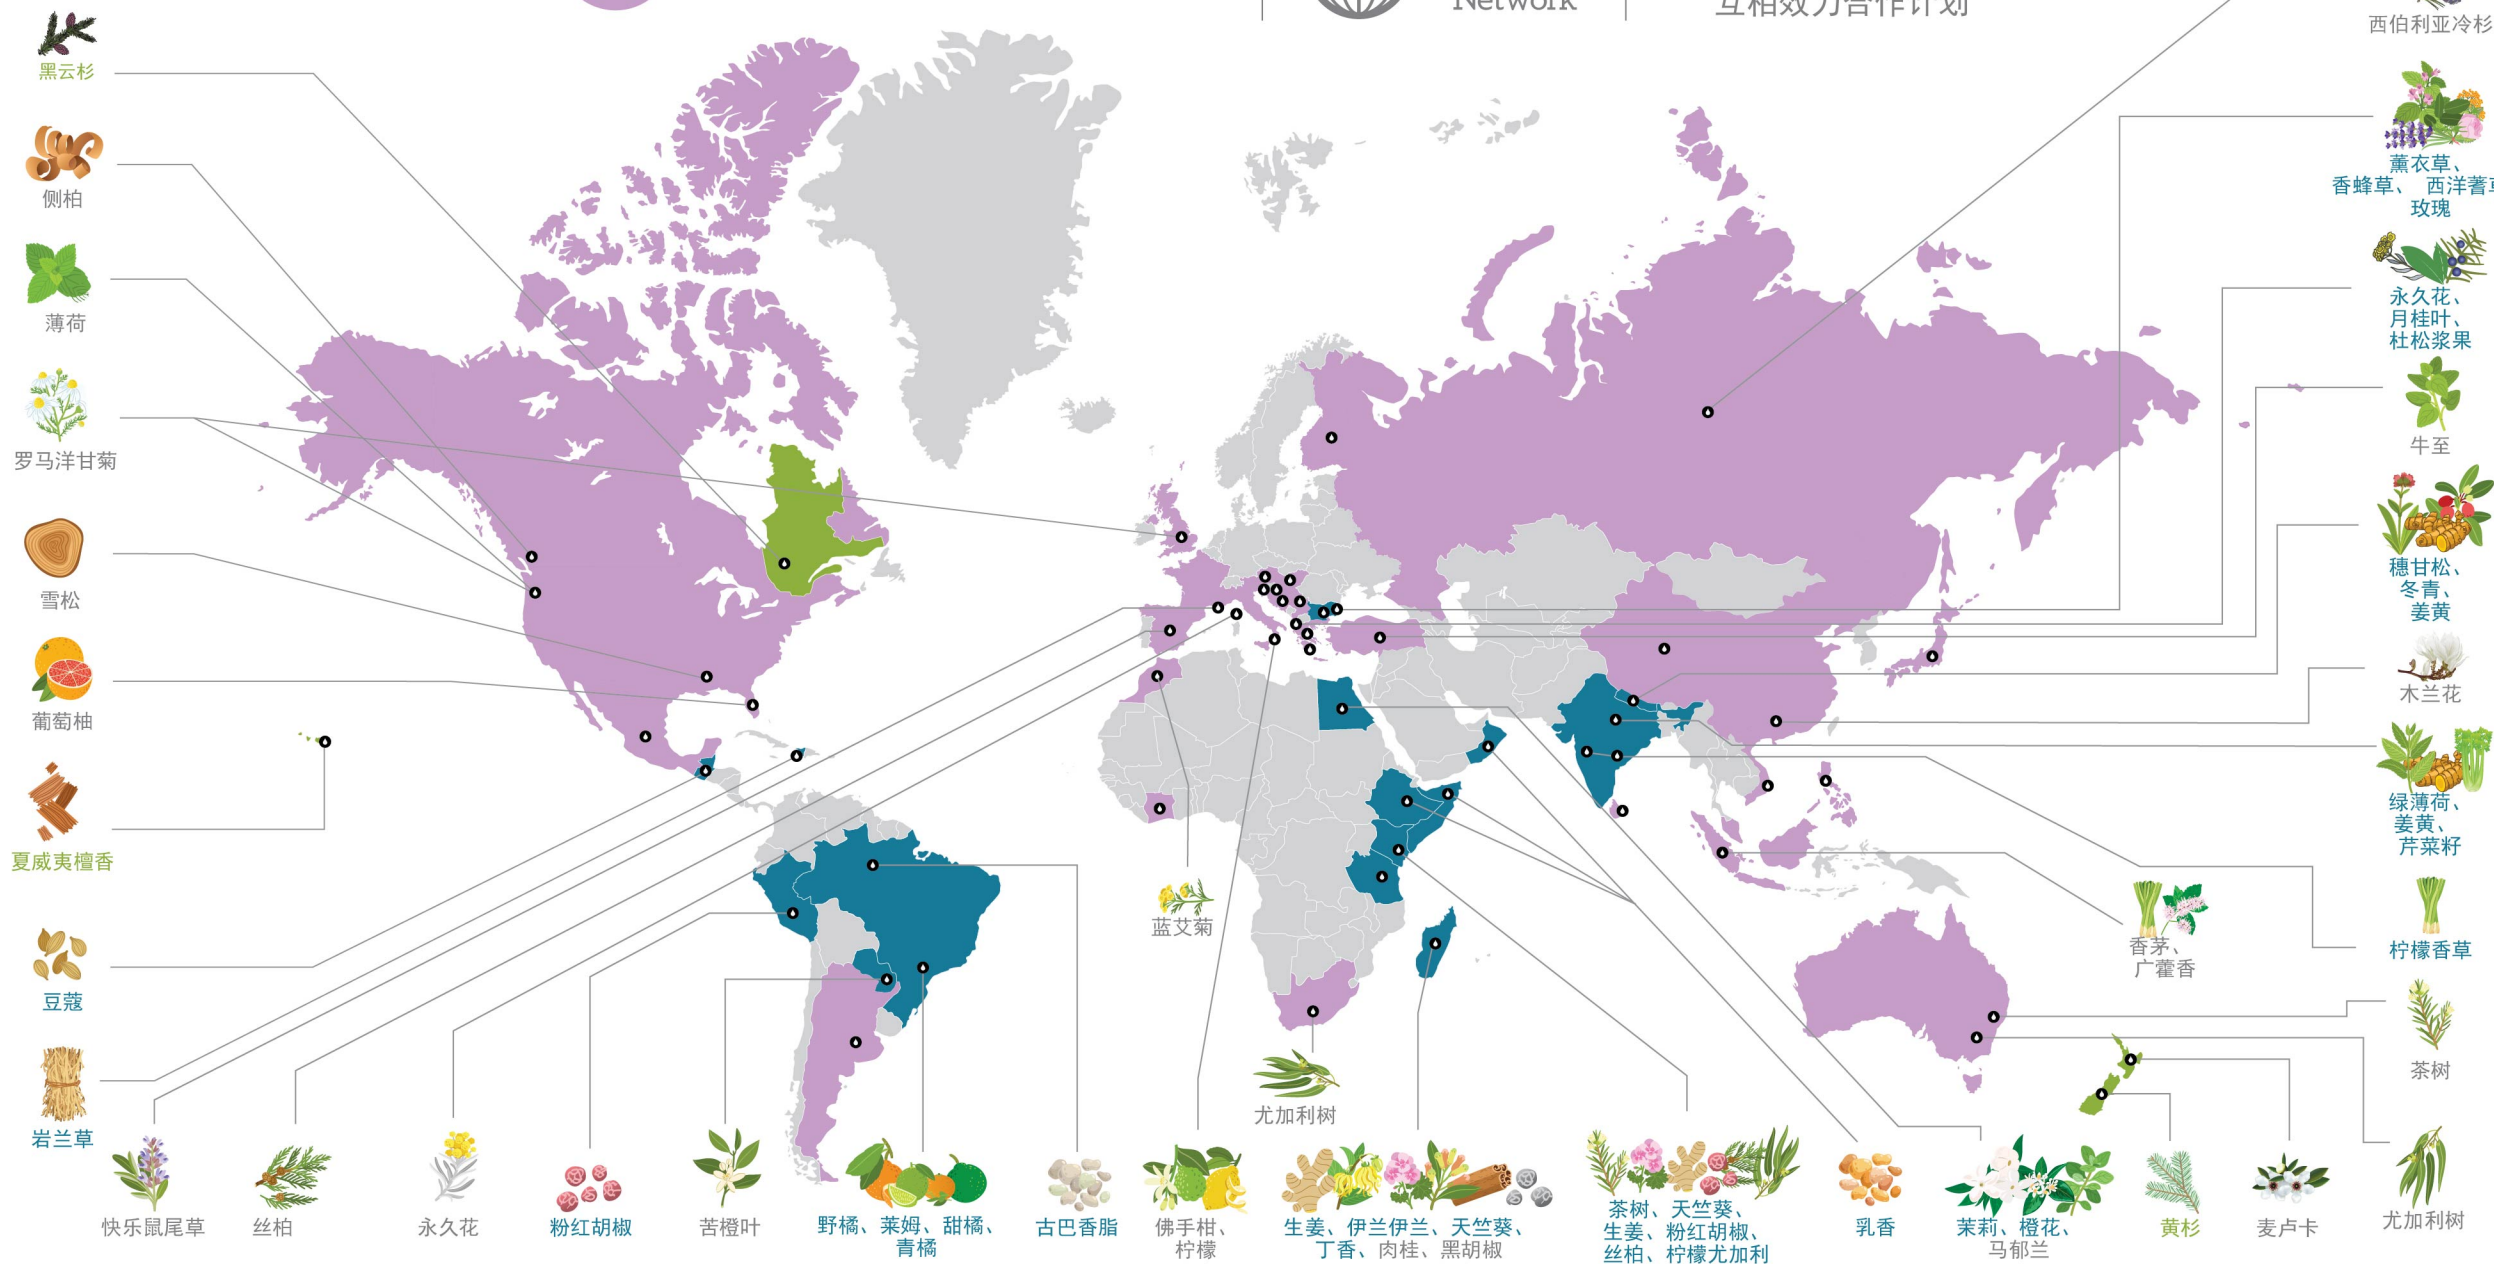 Network
互相效力合作计划
黑云杉
侧柏
薄荷
罗马洋甘菊
雪松
葡萄柚
夏威夷檀香
豆蔻
岩兰草
快乐鼠尾草
丝柏
永久花
粉红胡椒
苦橙叶
野橘、莱姆、甜橘、
青橘
古巴香脂
蓝艾菊
佛手柑、
柠檬
尤加利树
生姜、伊兰伊兰、天竺葵、
丁香、肉桂、黑胡椒
茶树、天竺葵、
生姜、粉红胡椒、
丝柏、柠檬尤加利
乳香
茉莉、橙花、
马郁兰
黄杉
麦卢卡
尤加利树
西伯利亚冷杉
薰衣草、
香蜂草、西洋蓍草
玫瑰
永久花、
月桂叶、
杜松浆果
牛至
穗甘松、
冬青、
姜黄
木兰花
绿薄荷、
姜黄、
芹菜籽
香茅、
广藿香
柠檬香草
茶树